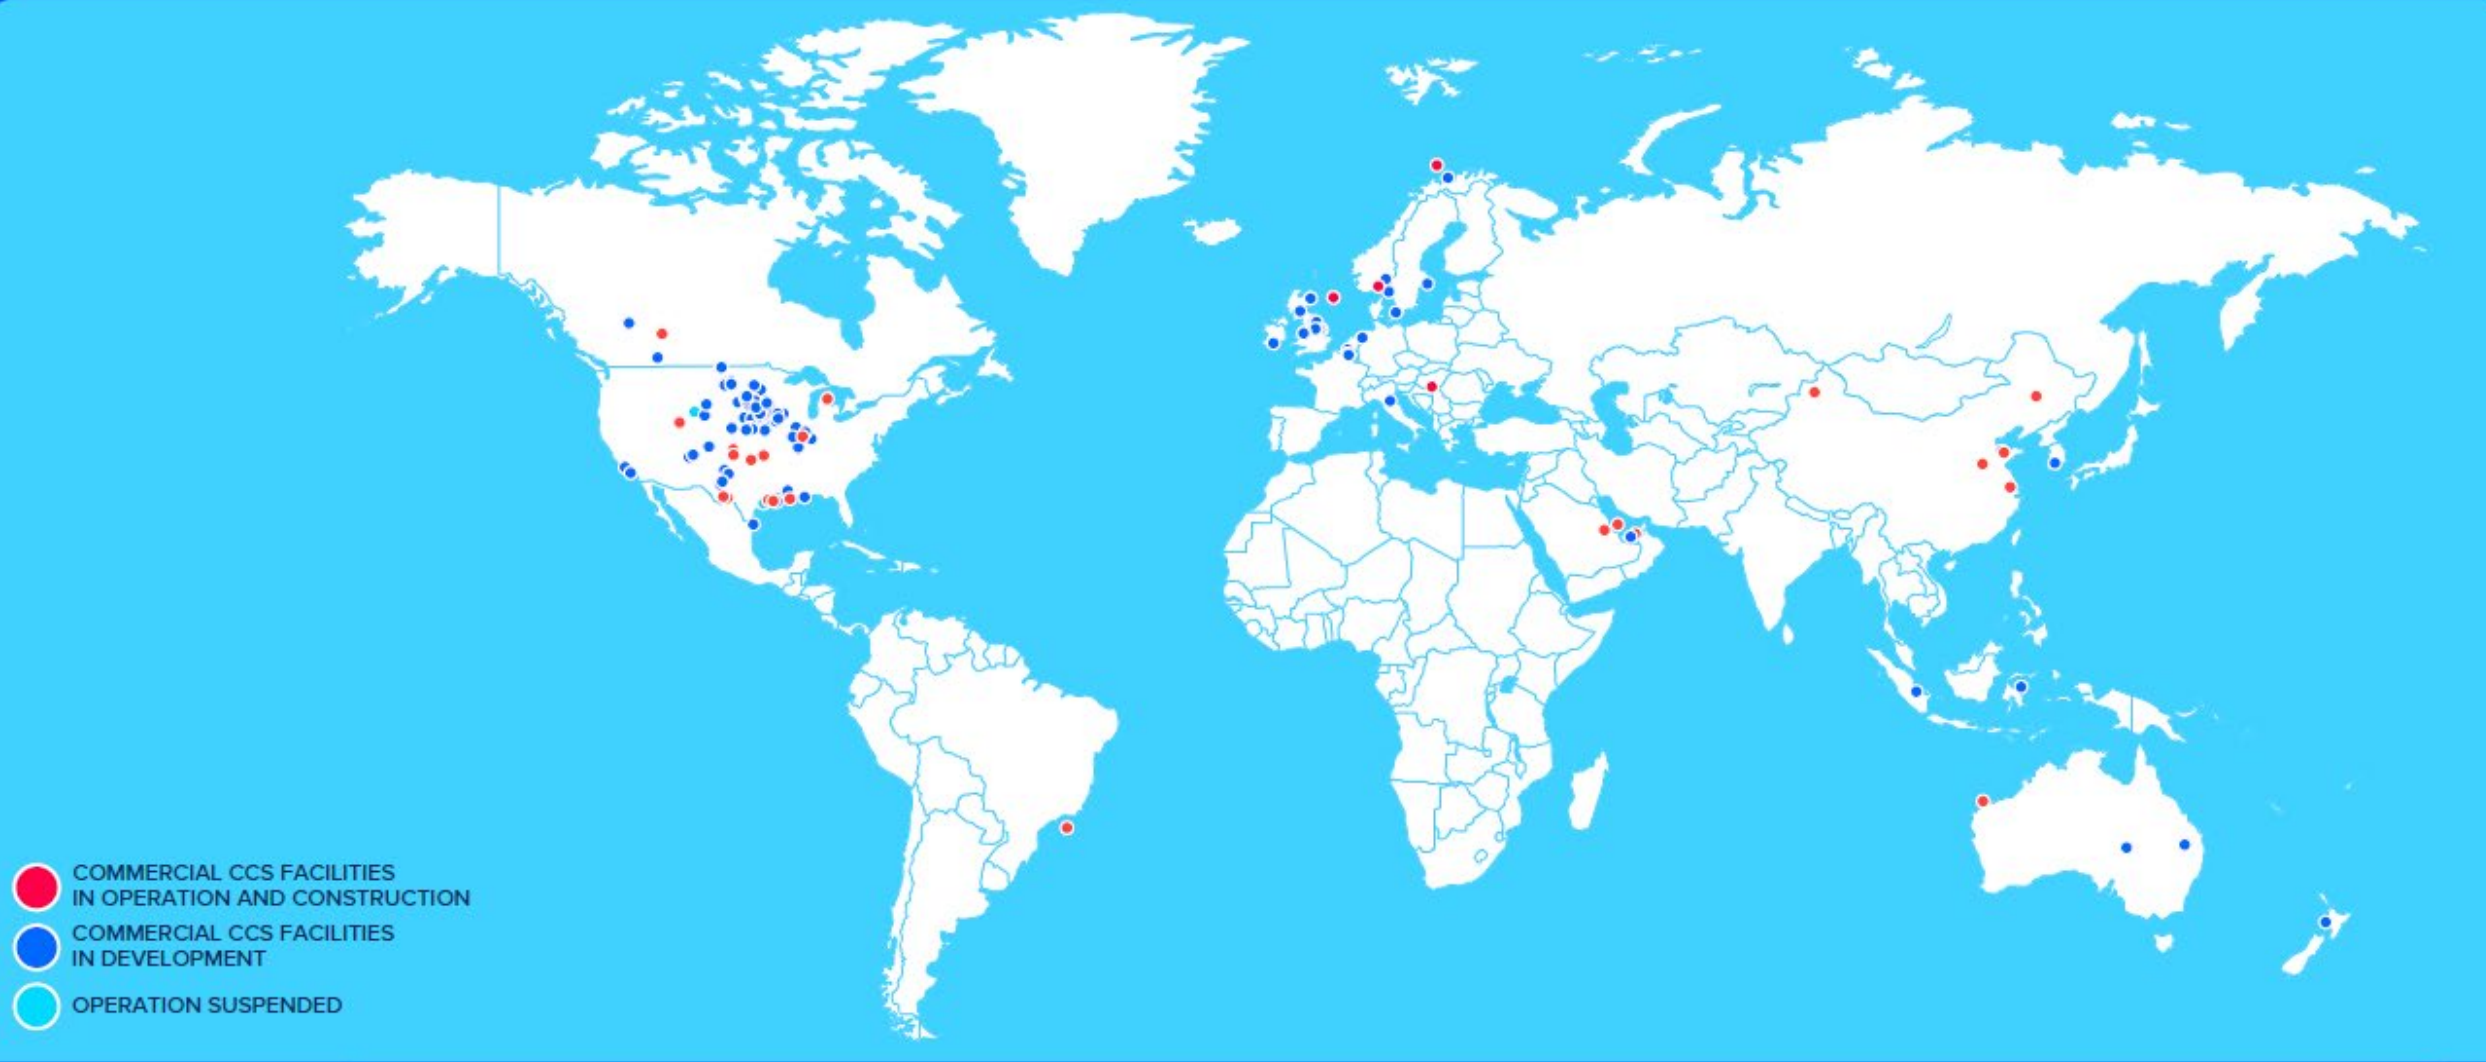 COMMERCIAL CCS FACILITIES
IN OPERATION AND CONSTRUCTION
COMMERCIAL CCS FACILITIES
IN DEVELOPMENT
OPERATION SUSPENDED